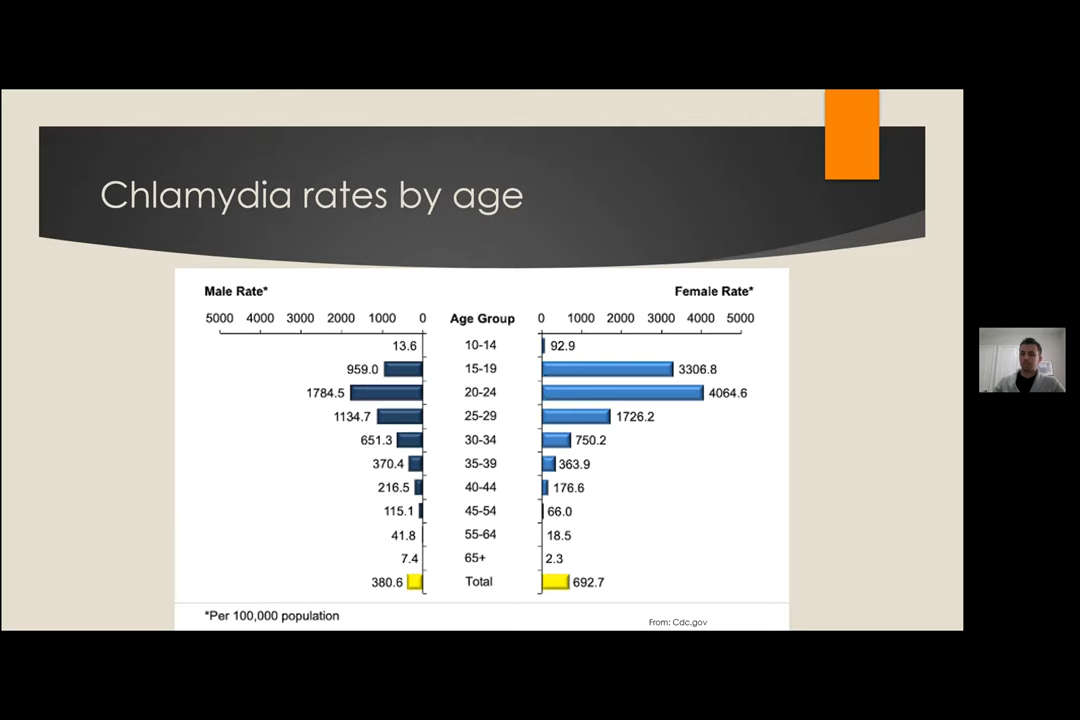 Chlamydia rates by age
Male Rate* Female Rate*
5000 4000 3000 2000 1000 0 Age Group 0 1000 2000 3000 4000 5000
13.6 10-14 92.9
959.0 15-19 3306.8
1784.5 20-24 4064.6
1134.7 25-29 1726.2
651.3 30-34 750.2
370.4 35-39 363.9
216.5 40-44 176.6
115.1 45-54 66.0
41.8 55-64 18.5
7.4 65+ 2.3
380.6 Total 692.7
*Per 100,000 population
From: Cdc.gov